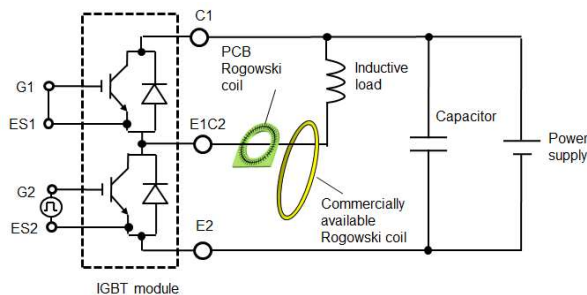 C1
PCB
Rogowski
coil
Inductive
load
G1
ES1
E1C2
Capacitor
Power
supply
G2
ES2
E2
Commercially
available
Rogowski coil
IGBT module